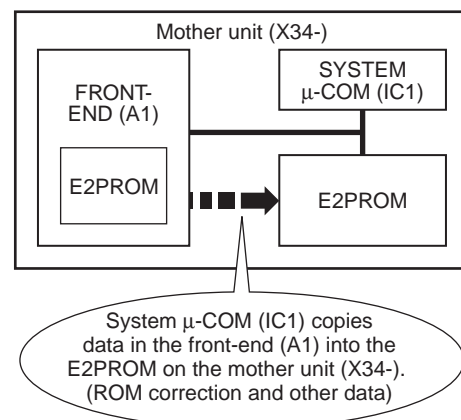 Mother unit (X34-)
FRONT-
END (A1)
E2PROM
SYSTEM
μ-COM (IC1)
E2PROM
System μ-COM (IC1) copies
data in the front-end (A1) into the
E2PROM on the mother unit (X34-).
(ROM correction and other data)